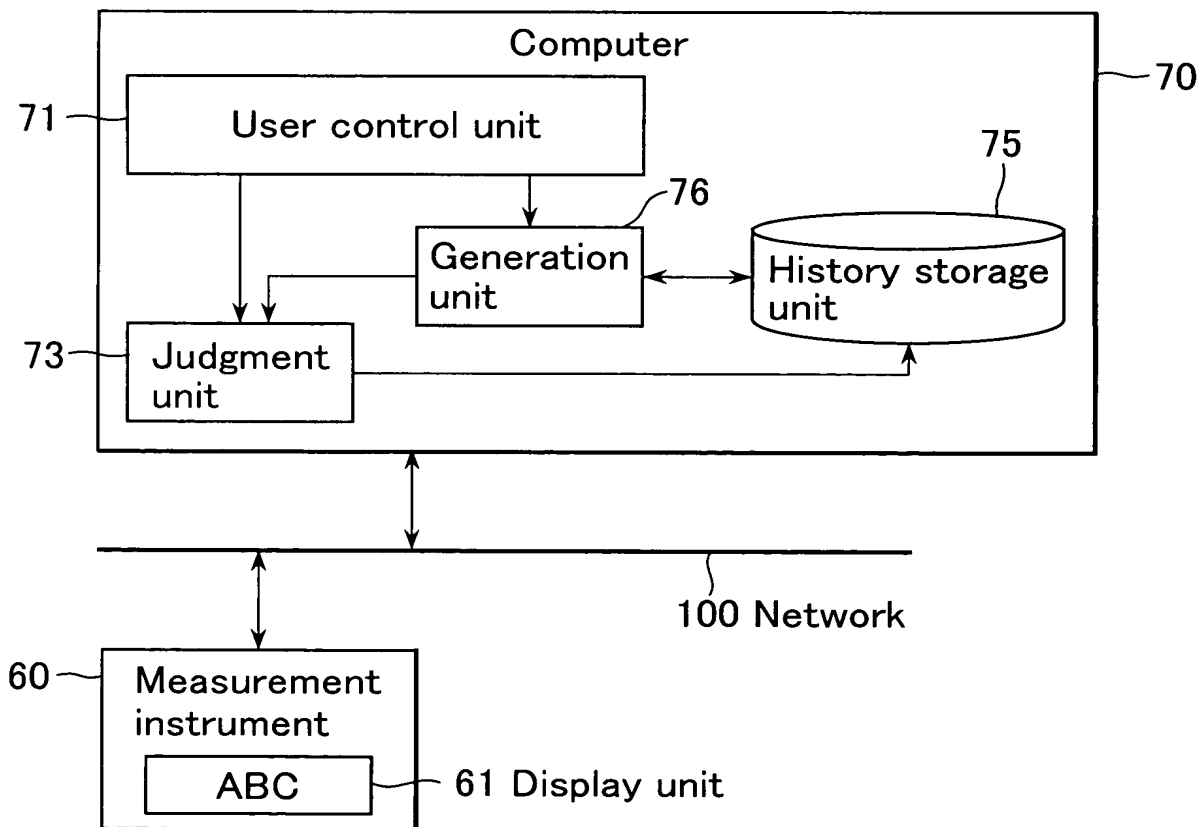 Computer
70
71
User control unit
75
76
Generation
unit
History storage
unit
73
Judgment
unit
100 Network
60
Measurement
instrument
ABC
61 Display unit